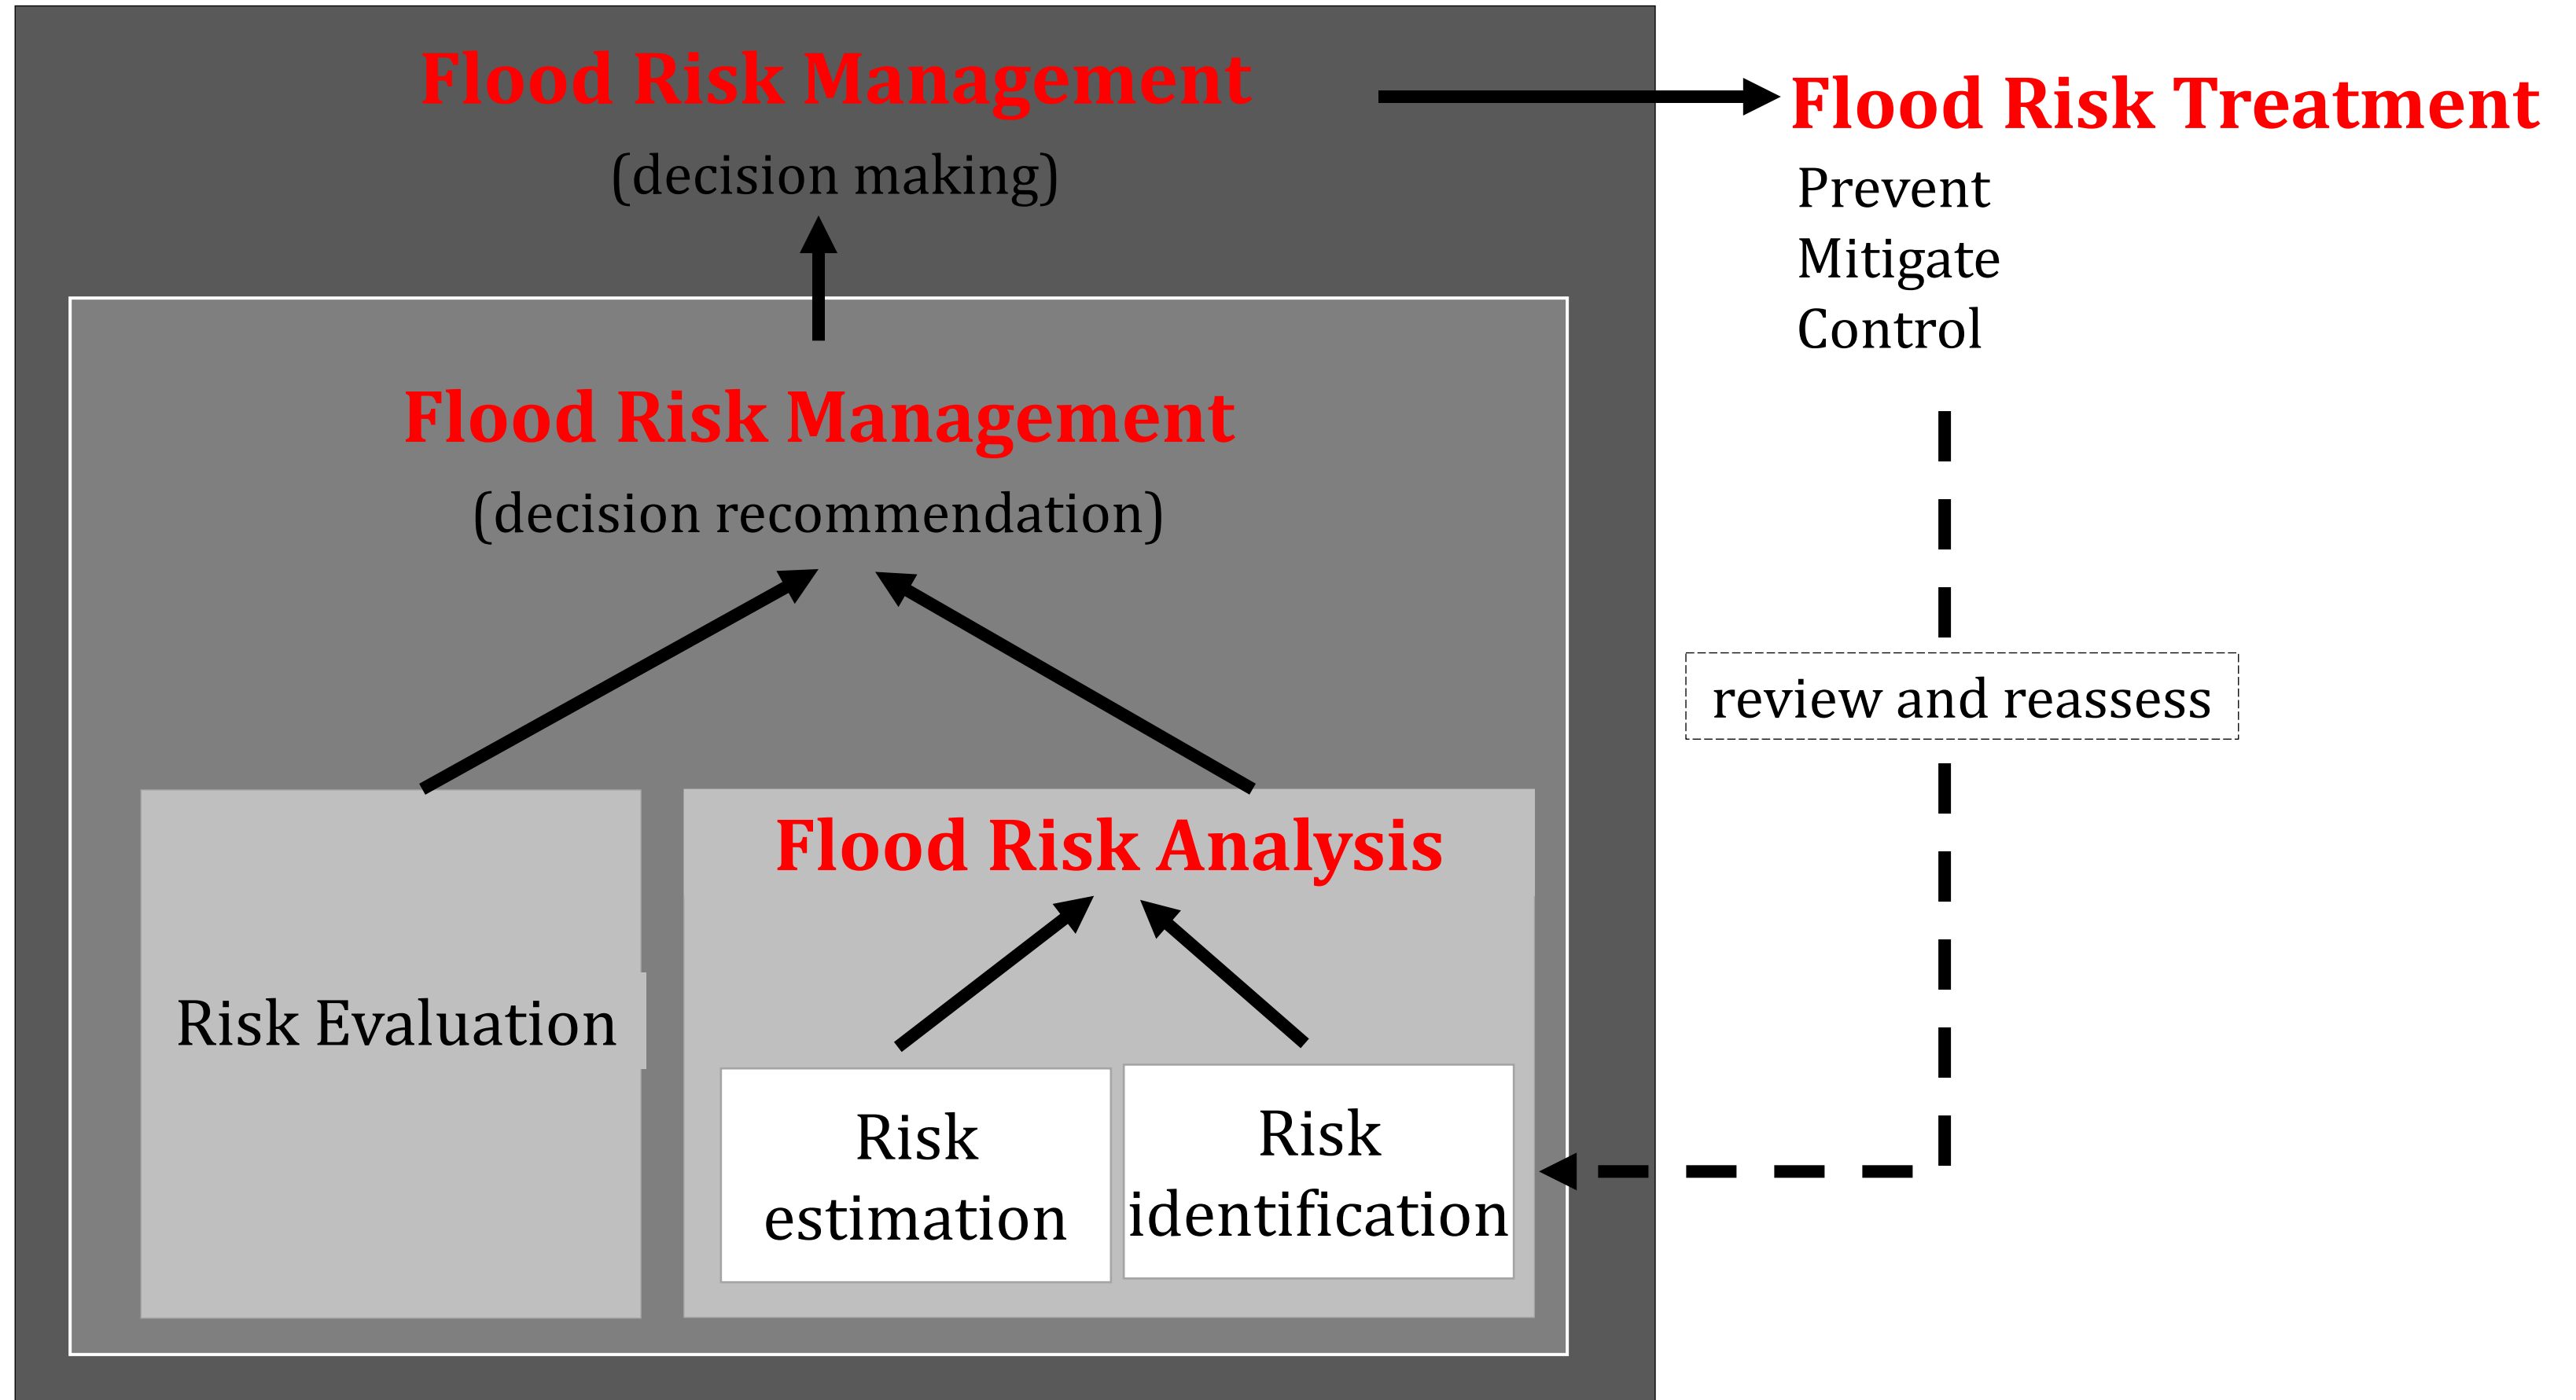 Flood Risk Management
(decision making)
Flood Risk Treatment
Prevent
Mitigate
Control
Flood Risk Management
(decision recommendation)
review and reassess
Flood Risk Analysis
Risk Evaluation
Risk
estimation
Risk
identification